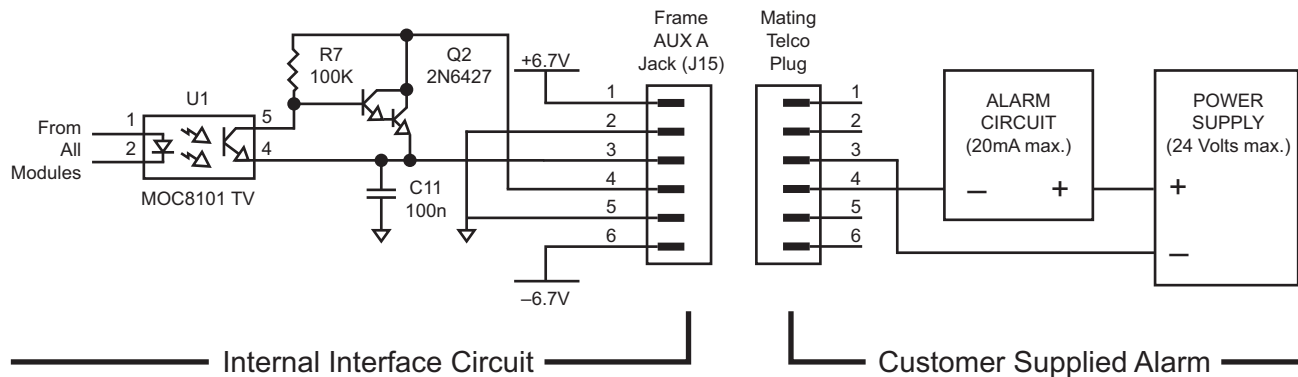 Frame
AUX A
Jack (J15)
Mating
Telco
Plug
R7
100K
Q2
2N6427
+6.7V
U1
From
All
Modules
1
2
5
4
MOC8101 TV
C11
100n
1
2
3
4
5
6
–6.7V
1
2
3
4
5
6
ALARM
CIRCUIT
(20mA max.)
– +
POWER
SUPPLY
(24 Volts max.)
+
–
Internal Interface Circuit
Customer Supplied Alarm